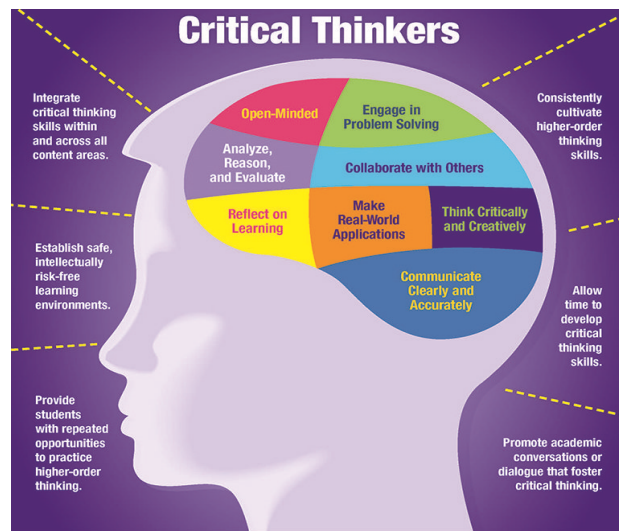 Critical Thinkers
Integrate
critical thinking
skills within
and across all
content areas.
Establish safe,
intellectually
risk-free
learning
environments.
Provide
students
with repeated
opportunities
to practice
higher-order
thinking.
Open-Minded
Engage in
Problem Solving
Analyze,
Reason,
and Evaluate
Collaborate with Others
Reflect on
Learning
Make
Real-World
Applications
Think Critically
and Creatively
Communicate
Clearly and
Accurately
Consistently
cultivate
higher-order
thinking
skills.
Allow
time to
develop
critical
thinking
skills.
Promote academic
conversations or
dialogue that foster
critical thinking.